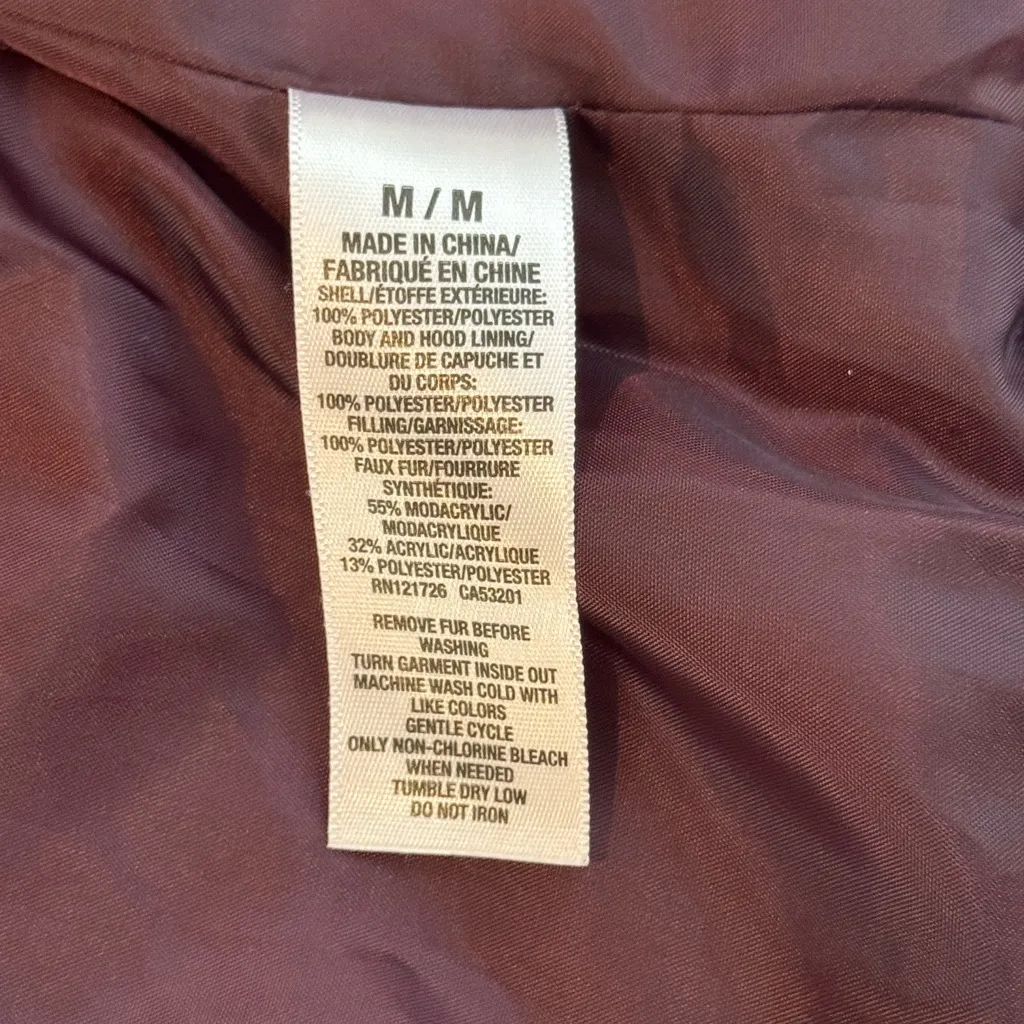 M / M
MADE IN CHINA/
FABRIQUÉ EN CHINE
SHELL/ÉTOFFE EXTÉRIEURE:
100% POLYESTER/POLYESTER
BODY AND HOOD LINING/
DOUBLURE DE CAPUCHE ET
DU CORPS:
100% POLYESTER/POLYESTER
FILLING/GARNISSAGE:
100% POLYESTER/POLYESTER
FAUX FUR/FOURRURE
SYNTHÉTIQUE:
55% MODACRYLIC/
MODACRYLIQUE
32% ACRYLIC/ACRYLIQUE
13% POLYESTER/POLYESTER
RN121726 CA53201
REMOVE FUR BEFORE
WASHING
TURN GARMENT INSIDE OUT
MACHINE WASH COLD WITH
LIKE COLORS
GENTLE CYCLE
ONLY NON-CHLORINE BLEACH
WHEN NEEDED
TUMBLE DRY LOW
DO NOT IRON